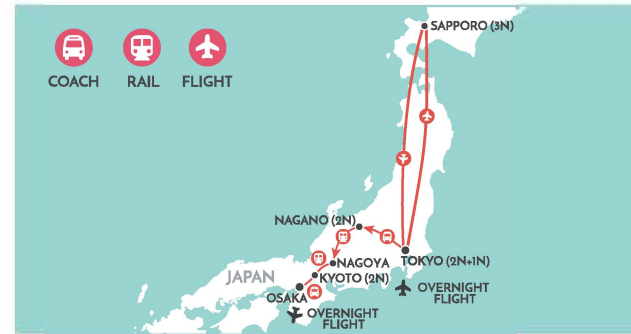 COACH
RAIL
FLIGHT
SAPPORO (3N)
NAGANO (2N)
TOKYO (2N+1N)
NAGOYA
JAPAN
KYOTO (2N)
OSAKA
OVERNIGHT
FLIGHT
OVERNIGHT
FLIGHT